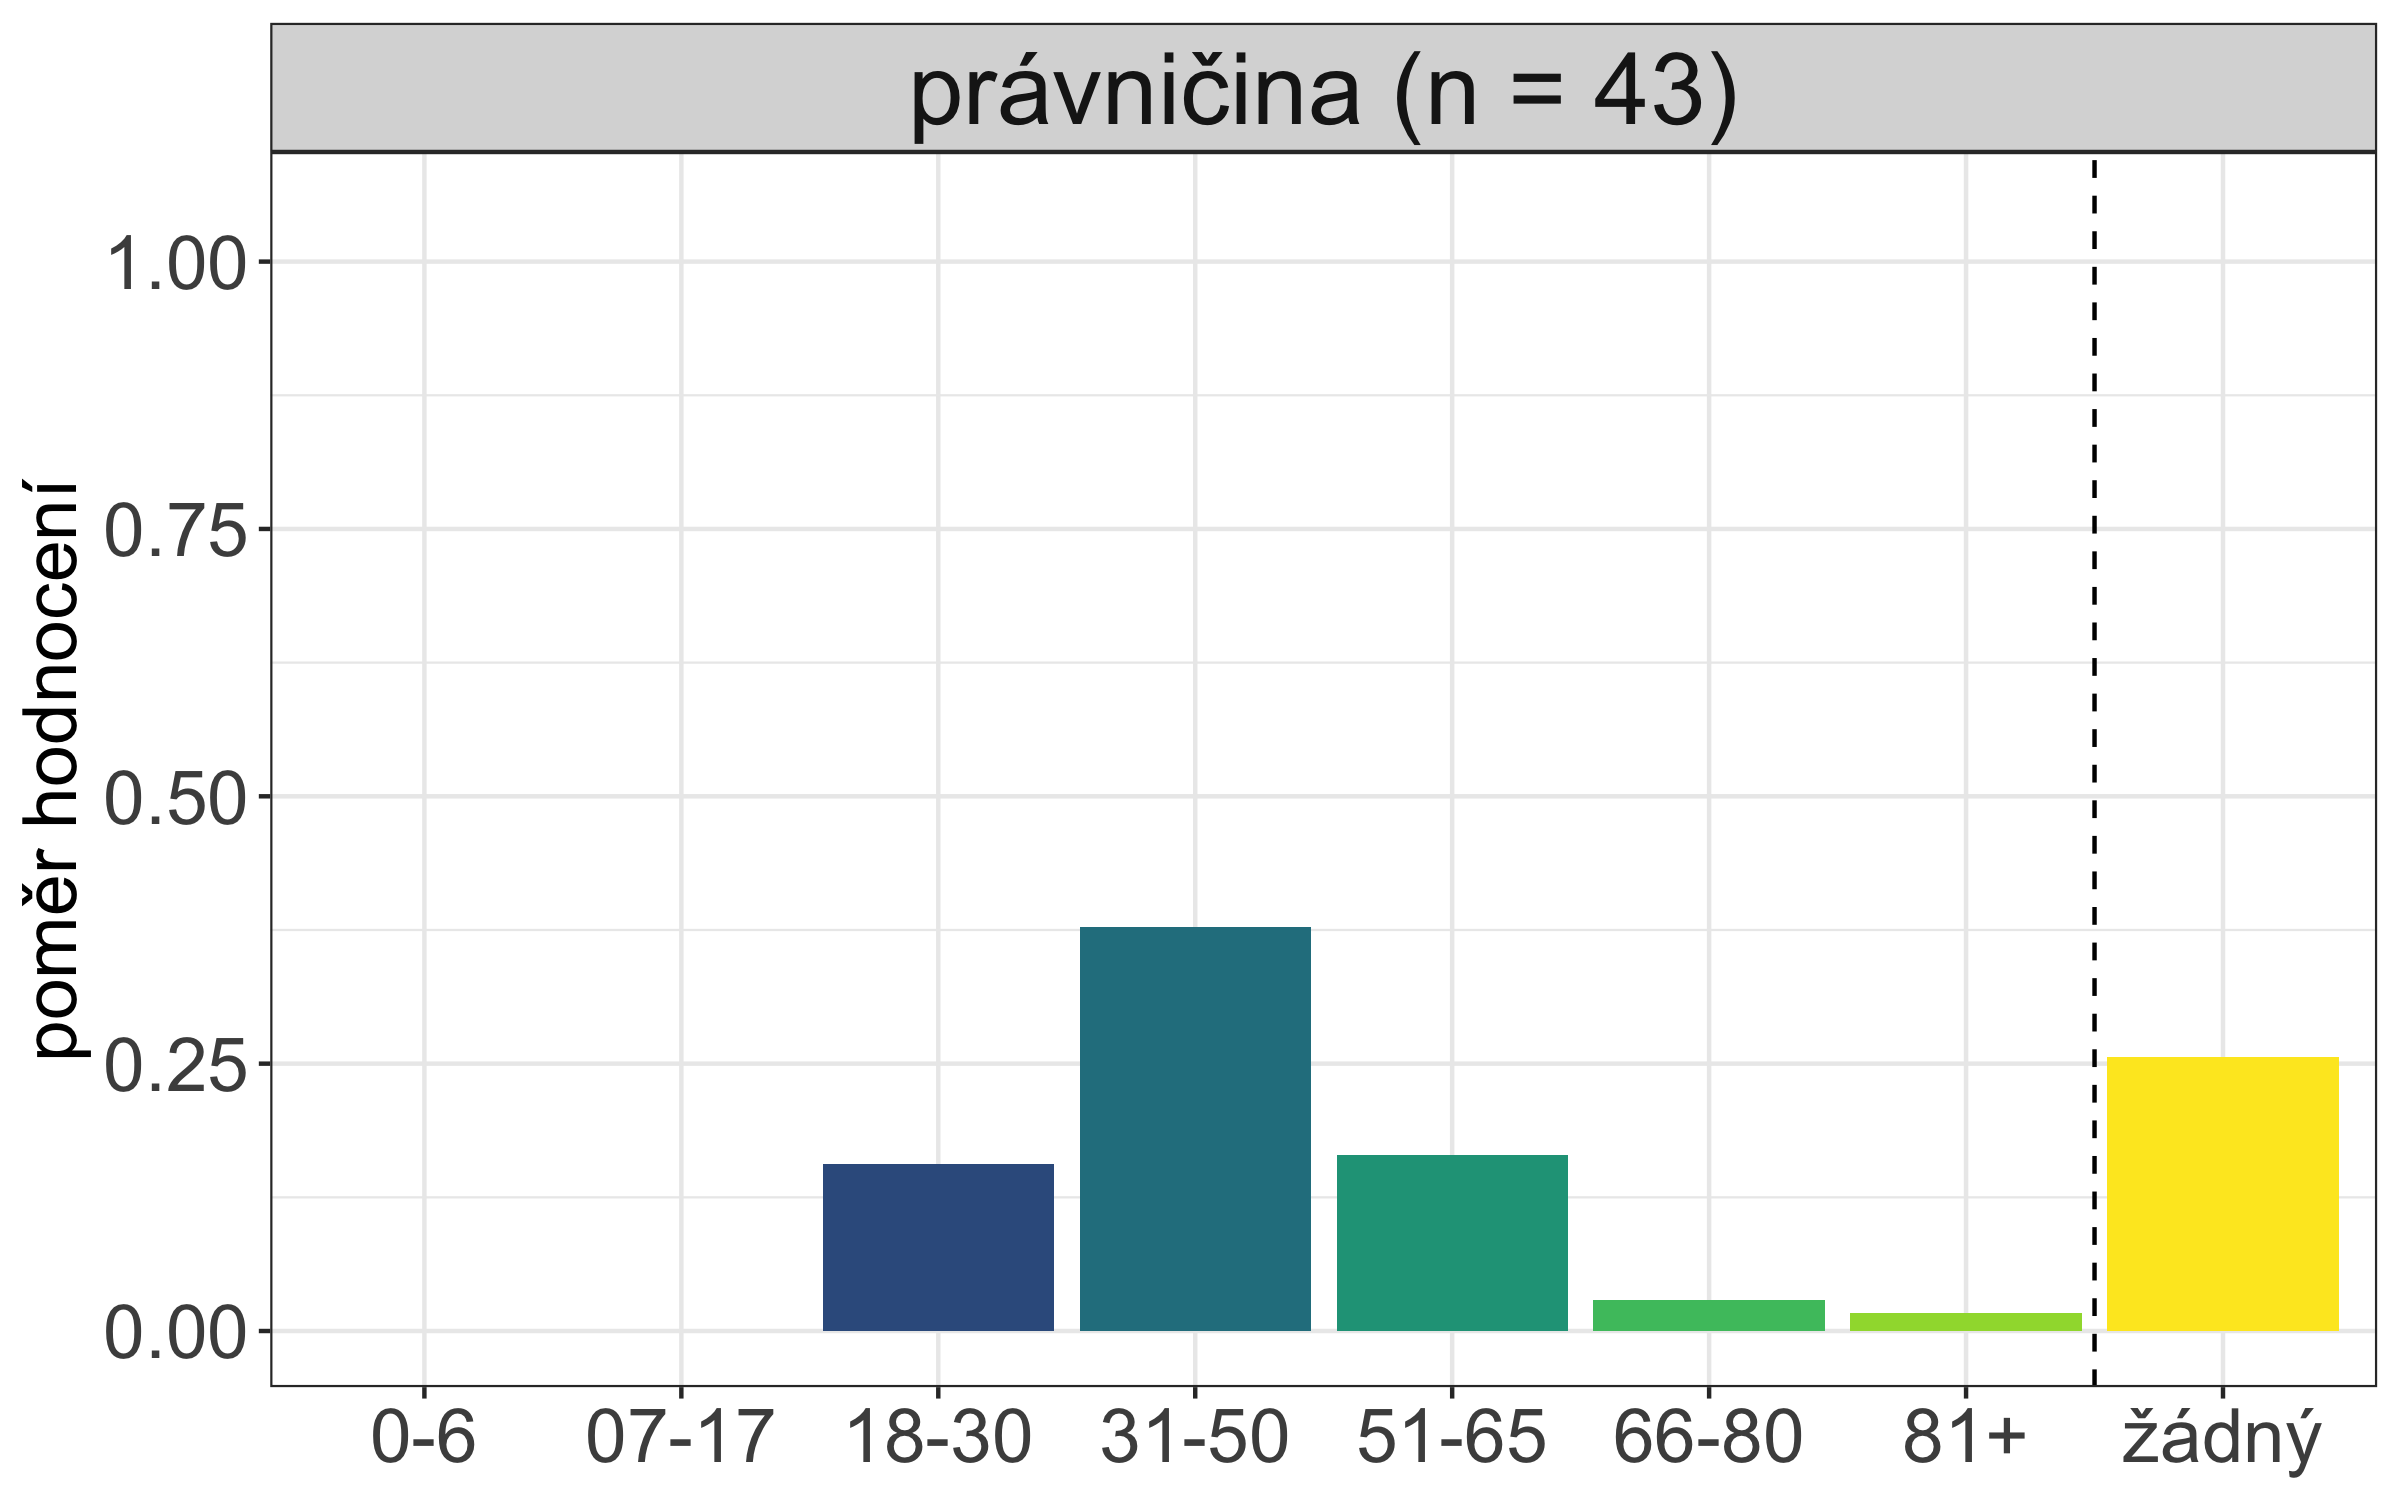 právničina (n = 43)
poměr hodnocení
1.00
0.75
0.50
0.25
0.00
0-6 07-17 18-30 31-50 51-65 66-80 81+ žádný